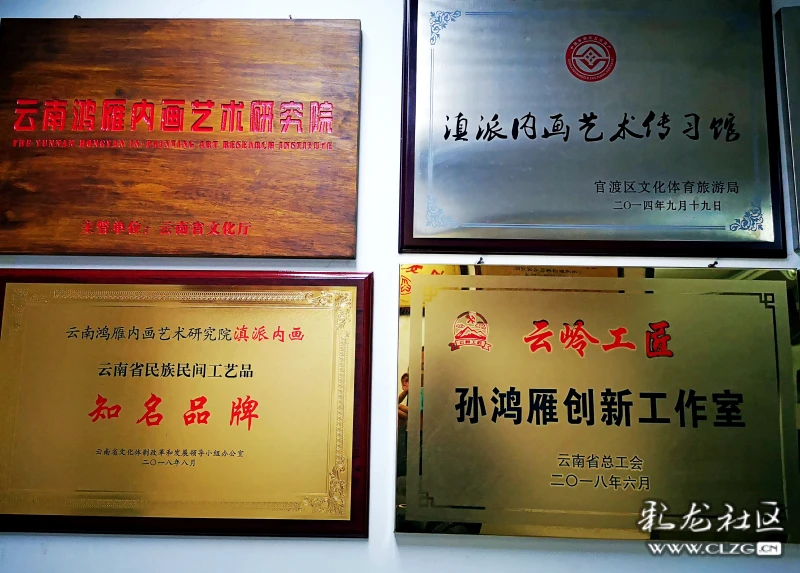 云南鸿雁内画艺术研究院
主管单位：云南省文化厅
滇派内画艺术传习馆
官渡区文化体育旅游局
二〇一四年九月十九日
云南鸿雁内画艺术研究院滇派内画
云南省民族民间工艺品
知名品牌
云南省文化体制改革和发展领导小组办公室
二〇一八年八月
云岭工匠
孙鸿雁创新工作室
云南省总工会
二〇一八年六月
彩龙社区
WWW.CLZG.CN